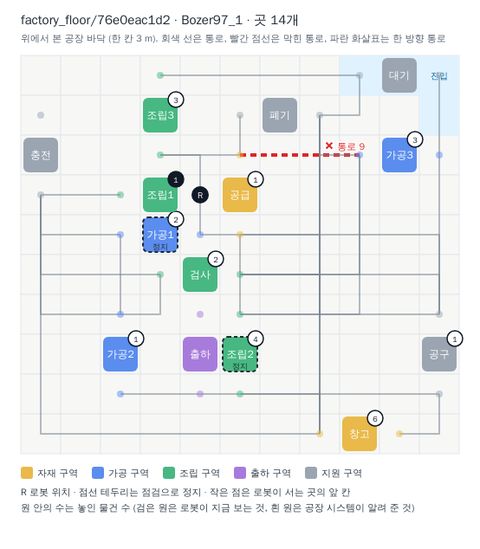 factory_floor/76e0eac1d2 · Bozer97_1 · 곳 14개
위에서 본 공장 바닥 (한 칸 3 m). 회색 선은 통로, 빨간 점선은 막힌 통로, 파란 화살표는 한 방향 통로
대기
진입
3
조립3
폐기
✕ 통로 9
3
충전
가공3
1
1
조립1
R
공급
2
가공1
정지
2
검사
1
4
1
가공2
출하
조립2
정지
공구
6
창고
자재 구역
가공 구역
조립 구역
출하 구역
지원 구역
R 로봇 위치 · 점선 테두리는 점검으로 정지 · 작은 점은 로봇이 서는 곳의 앞 칸
원 안의 수는 놓인 물건 수 (검은 원은 로봇이 지금 보는 것, 흰 원은 공장 시스템이 알려 준 것)